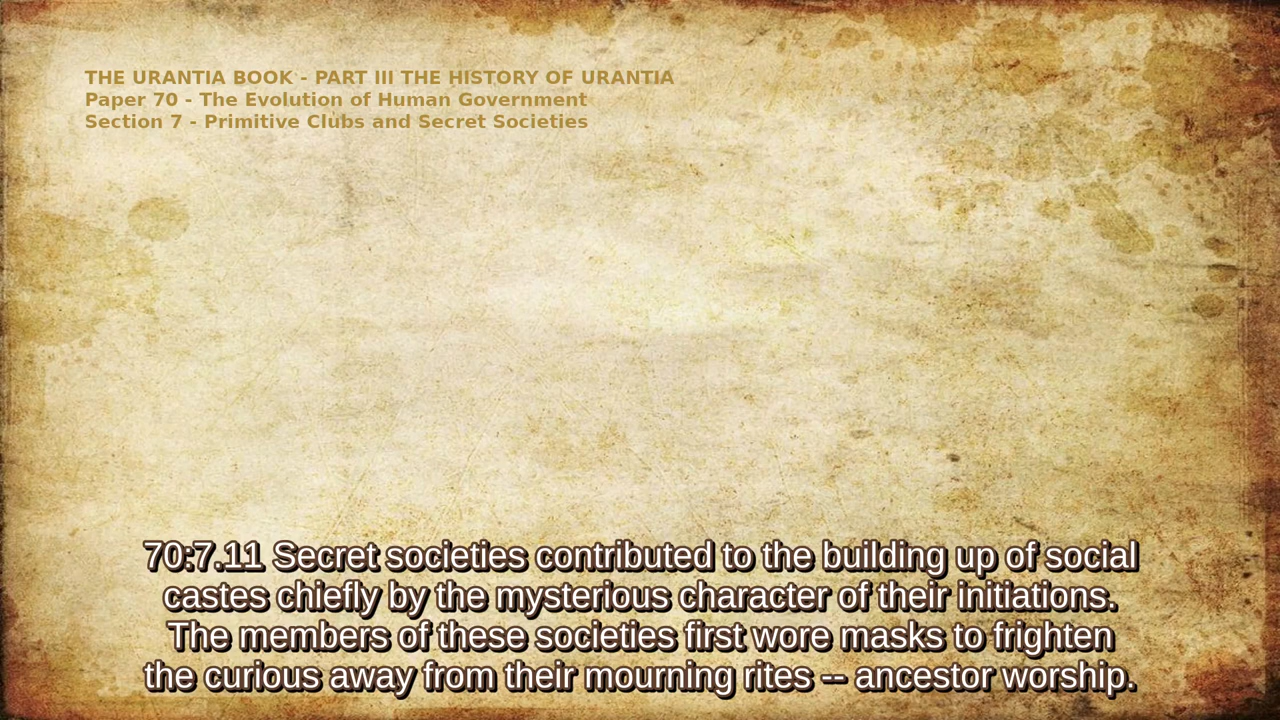 THE URANTIA BOOK - PART III THE HISTORY OF URANTIA
Paper 70 - The Evolution of Human Government
Section 7 - Primitive Clubs and Secret Societies
70:7.11 Secret societies contributed to the building up of social
castes chiefly by the mysterious character of their initiations.
The members of these societies first wore masks to frighten
the curious away from their mourning rites -- ancestor worship.